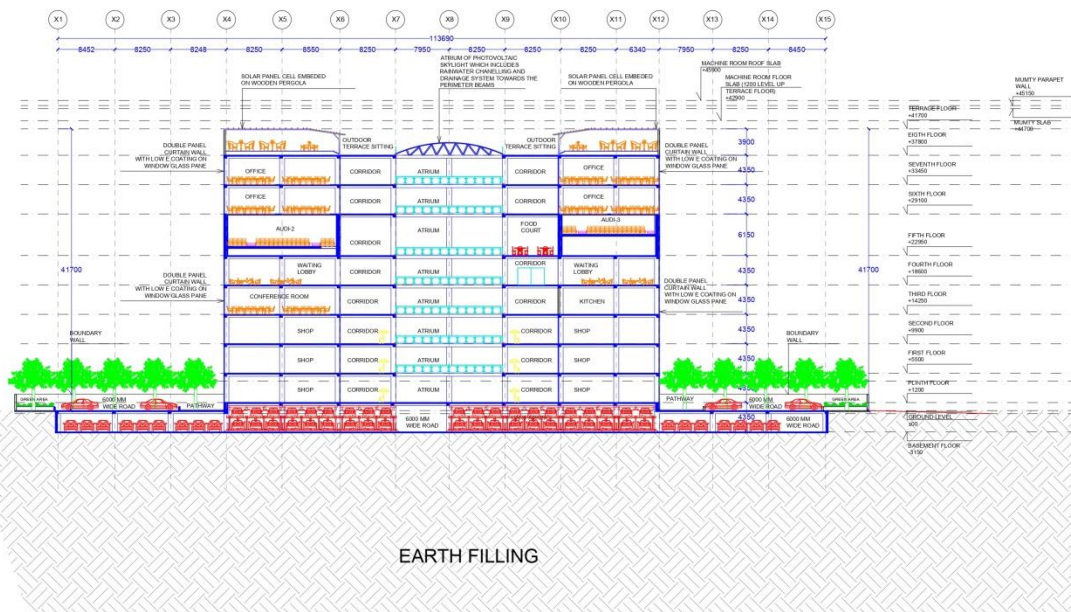 X1 X2 X3 X4 X5 X6 X7 X8 X9 X10 X11 X12 X13 X14 X15
113690
8452 8250 8248 8250 8550 8250 7950 8250 8250 8250 6340 7950 8250 8450
ATRIUM OF PHOTOVOLTAIC
SKYLIGHT WHICH INCLUDES
RAINWATER CHANELLING AND
DRAINAGE SYSTEM TOWARDS THE
PERIMETER BEAMS
SOLAR PANEL CELL EMBEDED
ON WOODEN PERGOLA
SOLAR PANEL CELL EMBEDED
ON WOODEN PERGOLA
MACHINE ROOM ROOF SLAB
+45900
MACHINE ROOM FLOOR
SLAB (1200 LEVEL UP
TERRACE FLOOR)
+42900
MUMTY PARAPET
WALL
+45150
MUMTY SLAB
+44700
TERRACE FLOOR
+41700
EIGTH FLOOR
+37800
SEVENTH FLOOR
+33450
SIXTH FLOOR
+29100
FIFTH FLOOR
+22950
FOURTH FLOOR
+18600
THIRD FLOOR
+14250
SECOND FLOOR
+9900
FIRST FLOOR
+5500
PLINTH FLOOR
+1200
GROUND LEVEL
±00
BASEMENT FLOOR
-3150
OUTDOOR
TERRACE SITTING
OUTDOOR
TERRACE SITTING
DOUBLE PANEL
CURTAIN WALL
WITH LOW E COATING ON
WINDOW GLASS PANE
DOUBLE PANEL
CURTAIN WALL
WITH LOW E COATING ON
WINDOW GLASS PANE
3900
OFFICE CORRIDOR ATRIUM CORRIDOR OFFICE
4350
OFFICE CORRIDOR ATRIUM CORRIDOR OFFICE
4350
AUDI-2 CORRIDOR ATRIUM FOOD
COURT
AUDI-3
6150
WAITING
LOBBY
CORRIDOR ATRIUM CORRIDOR WAITING
LOBBY
4350
41700
41700
DOUBLE PANEL
CURTAIN WALL
WITH LOW E COATING ON
WINDOW GLASS PANE
DOUBLE PANEL
CURTAIN WALL
WITH LOW E COATING ON
WINDOW GLASS PANE
CONFERENCE ROOM CORRIDOR ATRIUM CORRIDOR KITCHEN
4350
SHOP CORRIDOR ATRIUM CORRIDOR SHOP
4350
SHOP CORRIDOR ATRIUM CORRIDOR SHOP
4350
SHOP CORRIDOR ATRIUM CORRIDOR SHOP
BOUNDARY
WALL
BOUNDARY
WALL
GREEN AREA
6000 MM
WIDE ROAD
PATHWAY
PATHWAY
6000 MM
WIDE ROAD
GREEN AREA
6000 MM
WIDE ROAD
4350
6000 MM
WIDE ROAD
EARTH FILLING